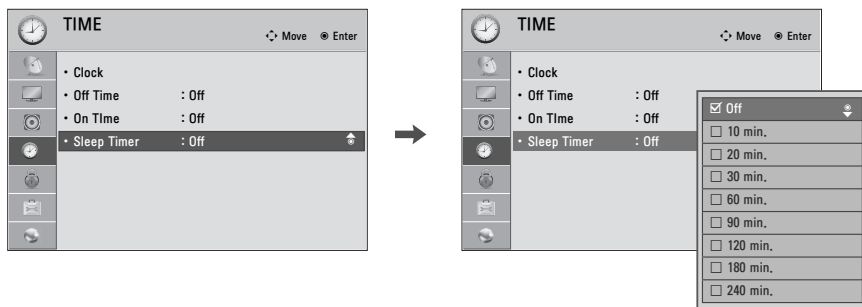 TIME
Move Enter
• Clock
• Off Time : Off
• On TIme : Off
• Sleep Timer : Off
TIME
Move Enter
• Clock
• Off Time : Off
• On TIme : Off
• Sleep Timer : Off
Off
10 min.
20 min.
30 min.
60 min.
90 min.
120 min.
180 min.
240 min.